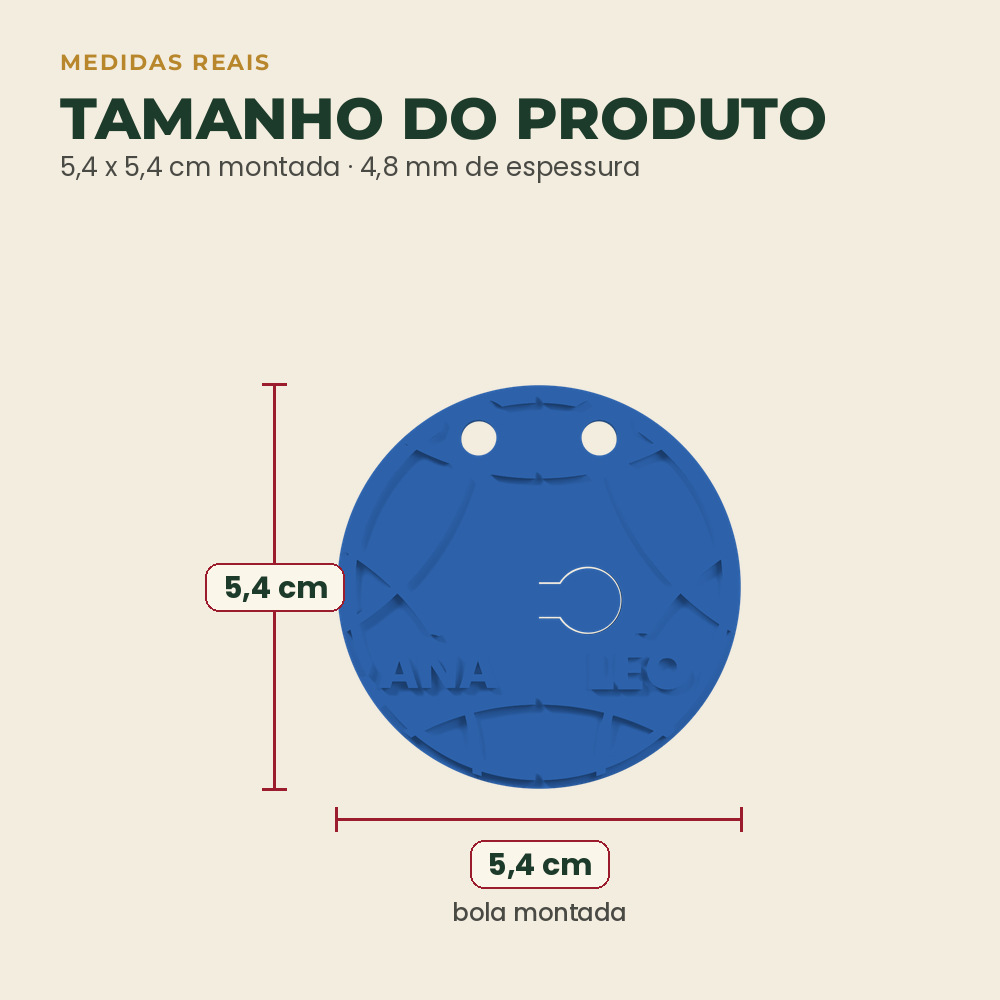 MEDIDAS REAIS
TAMANHO DO PRODUTO
5,4 x 5,4 cm montada · 4,8 mm de espessura
5,4 cm
ANA LÉO
5,4 cm
bola montada